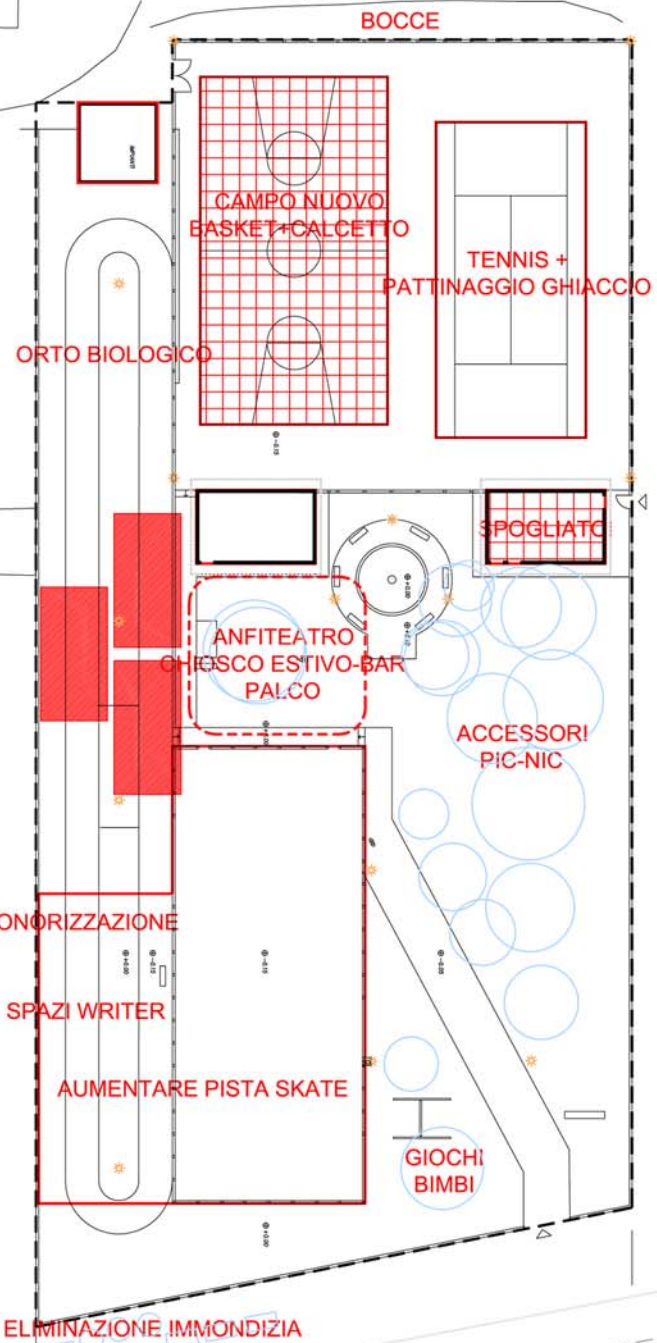 BOCCE
CAMPO NUOVO
BASKET+CALCETTO
TENNIS +
PATTINAGGIO GHIACCIO
ORTO BIOLOGICO
SPOGLIATO
ANFITEATRO
CHIOSCO ESTIVO-BAR
PALCO
ACCESSORI
PIC-NIC
ONORIZZAZIONE
SPAZI WRITER
AUMENTARE PISTA SKATE
GIOCHI
BIMBI
ELIMINAZIONE IMMONDIZIA